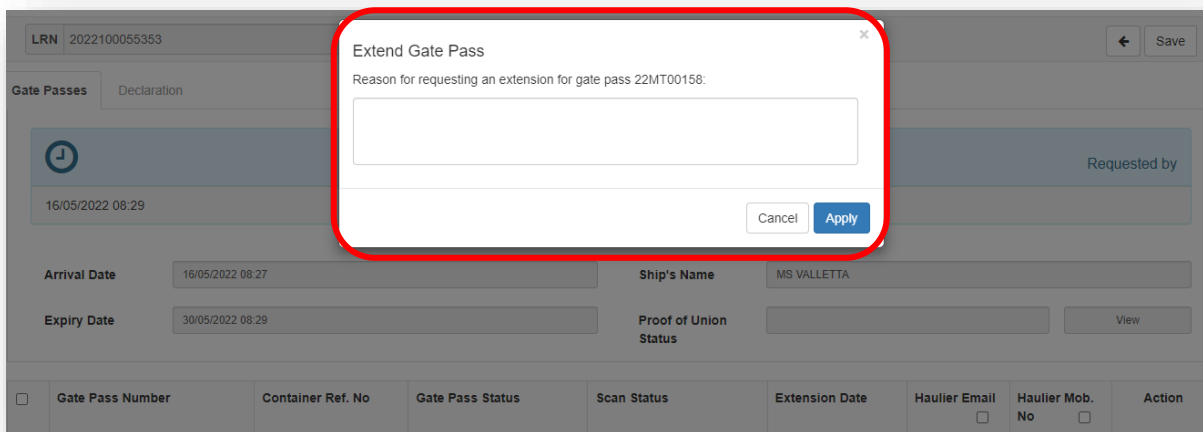 LRN 2022100055353
Save
Gate Passes Declaration
Extend Gate Pass
×
Reason for requesting an extension for gate pass 22MT00158:
Cancel Apply
Requested by
16/05/2022 08:29
Arrival Date 16/05/2022 08:27 Ship's Name MS VALLETTA
Expiry Date 30/05/2022 08:29 Proof of Union Status View
Gate Pass Number Container Ref. No Gate Pass Status Scan Status Extension Date Haulier Email Haulier Mob. No Action